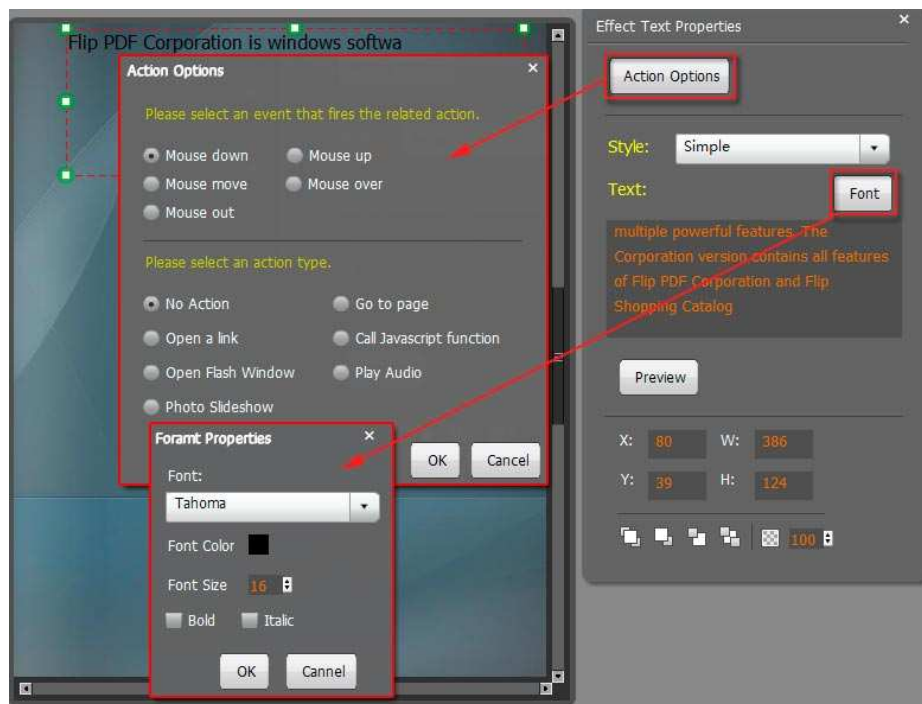 Flip PDF Corporation is windows softwa
Action Options
Please select an event that fires the related action.
Mouse down
Mouse up
Mouse move
Mouse over
Mouse out
Please select an action type.
No Action
Go to page
Open a link
Call Javascript function
Open Flash Window
Play Audio
Photo Slideshow
OK
Cancel
Foramt Properties
Font:
Tahoma
Font Color
Font Size 16
Bold
Italic
OK
Cannel
Effect Text Properties
Action Options
Style: Simple
Text:
Font
multiple powerful features. The
Corporation version contains all features
of Flip PDF Corporation and Flip
Shopping Catalog
Preview
X: 80 W: 386
Y: 39 H: 124
100